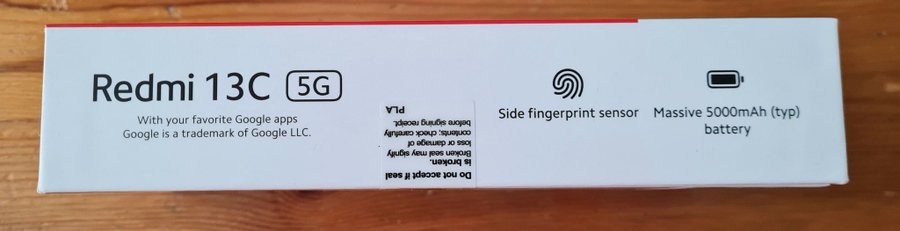 Redmi 13C 5G
With your favorite Google apps
Google is a trademark of Google LLC.
Do not accept if seal
is broken.
Broken seal may signify
loss or damage of
contents; check carefully
before signing receipt.
PLA
Side fingerprint sensor
Massive 5000mAh (typ)
battery